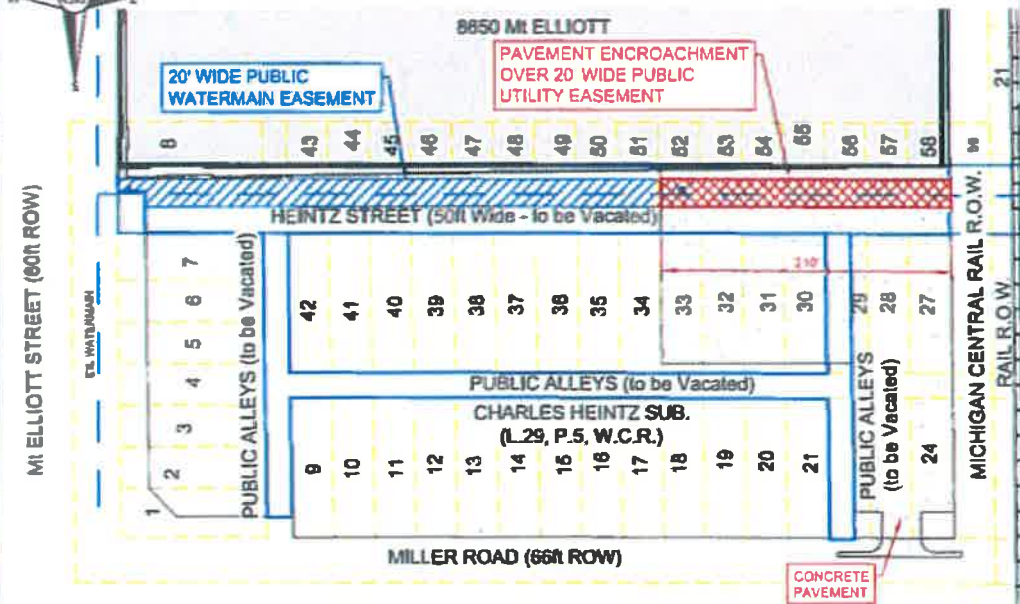 8650 Mt ELLIOTT
20' WIDE PUBLIC
WATERMAIN EASEMENT
PAVEMENT ENCROACHMENT
OVER 20 WIDE PUBLIC
UTILITY EASEMENT
21
8 43 44 45 46 47 48 49 50 51 52 53 54 55 56 57 58
HEINTZ STREET (50ft Wide - to be Vacated)
Mt ELLIOTT STREET (60ft ROW)
WATERMAIN
210'
7
6
5
4
3
2
1
PUBLIC ALLEYS (to be Vacated)
42 41 40 39 38 37 36 35 34 33 32 31 30 29 28 27
PUBLIC ALLEYS (to be Vacated)
CHARLES HEINTZ SUB.
(L.29, P.5, W.C.R.)
9 10 11 12 13 14 15 16 17 18 19 20 21
PUBLIC ALLEYS
(to be Vacated)
24
MICHIGAN CENTRAL RAIL R.O.W.
RAIL R.O.W.
MILLER ROAD (66ft ROW)
CONCRETE
PAVEMENT